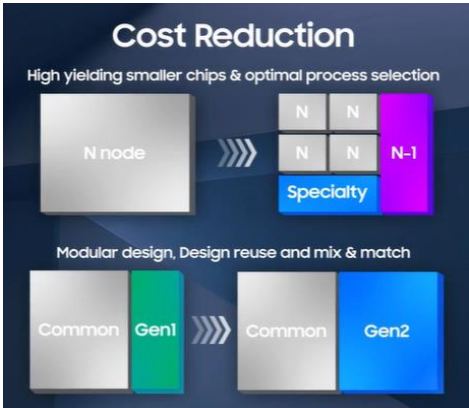 Cost Reduction
High yielding smaller chips & optimal process selection
N node
N N
N N
N-1
Specialty
Modular design, Design reuse and mix & match
Common Gen1
Common Gen2